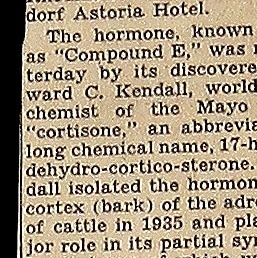 dorf Astoria Hotel.
The hormone, known
as “Compound E,” was
terday by its discovere
ward C. Kendall, world
chemist of the Mayo
“cortisone,” an abbrevia
long chemical name, 17-h
dehydro-cortico-sterone.
dall isolated the hormon
cortex (bark) of the adre
of cattle in 1935 and pla
jor role in its partial syn